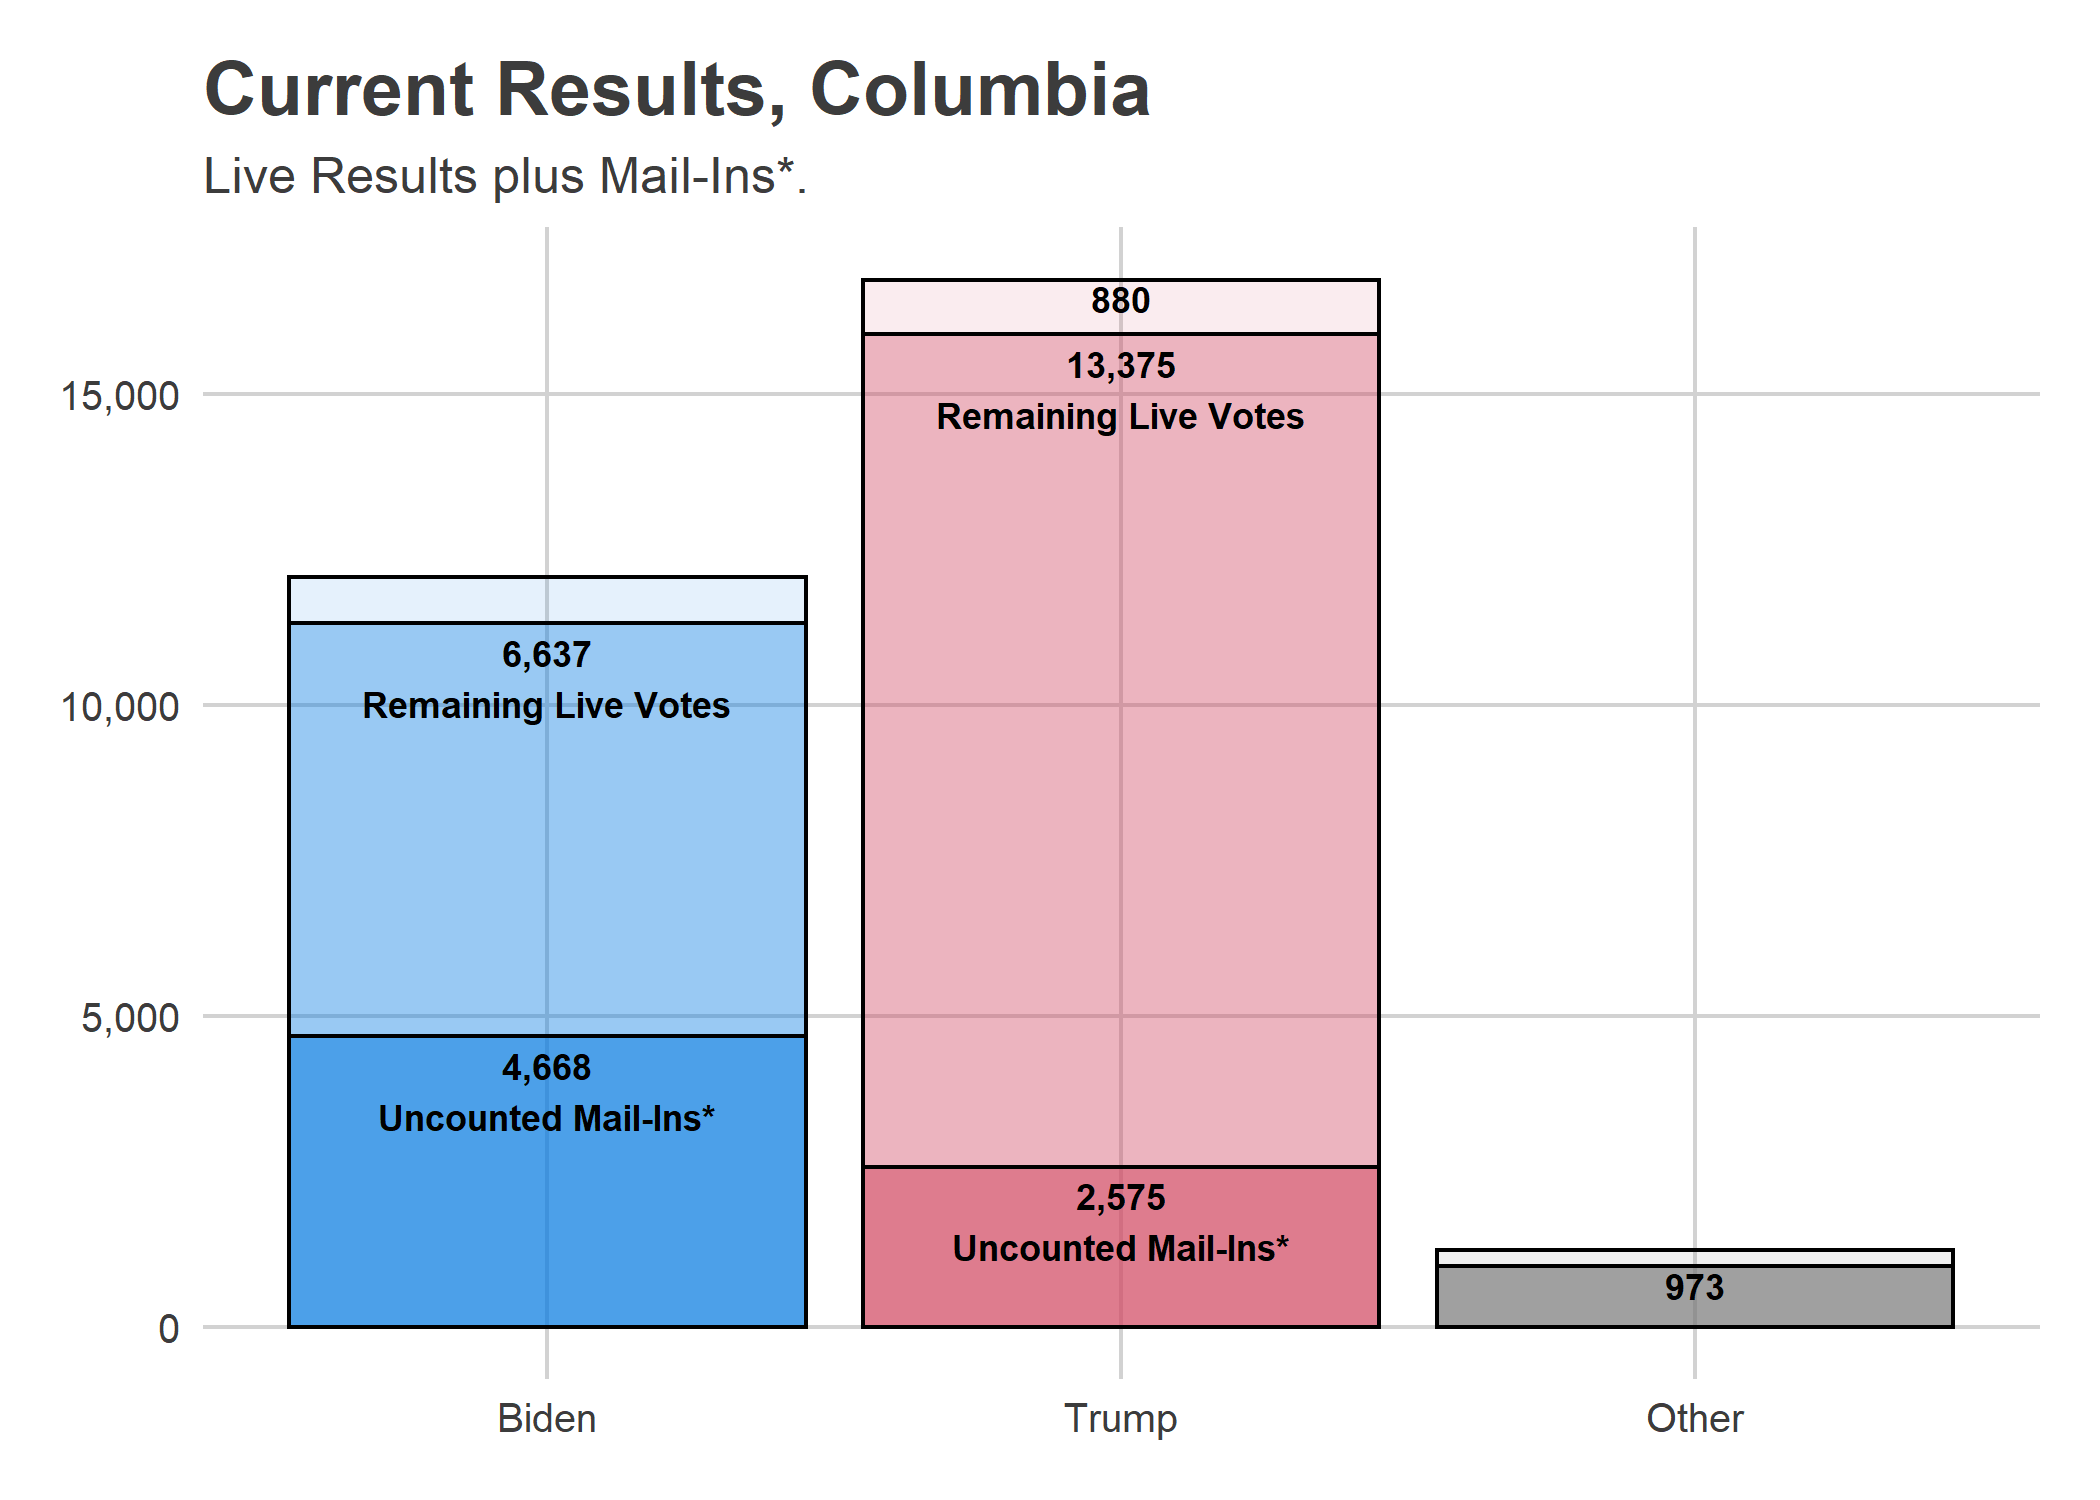 Current Results, Columbia
Live Results plus Mail-Ins*.
880
13,375
Remaining Live Votes
15,000
6,637
Remaining Live Votes
10,000
5,000
4,668
Uncounted Mail-Ins*
2,575
Uncounted Mail-Ins*
973
0
Biden
Trump
Other